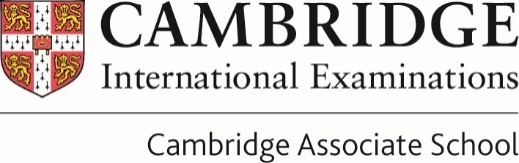 CAMBRIDGE
International Examinations
Cambridge Associate School